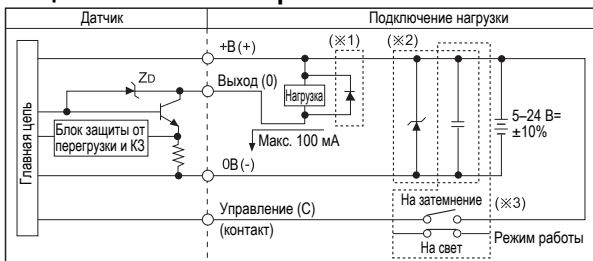 Датчик
Подключение нагрузки
+В (+)
(※1)
(※2)
ZD
Выход (0)
Нагрузка
Главная цепь
Блок защиты от
перегрузки и КЗ
Макс. 100 мА
5–24 В=
±10%
0В (-)
Управление (С)
(контакт)
На затемнение
(※3)
На свет
Режим работы